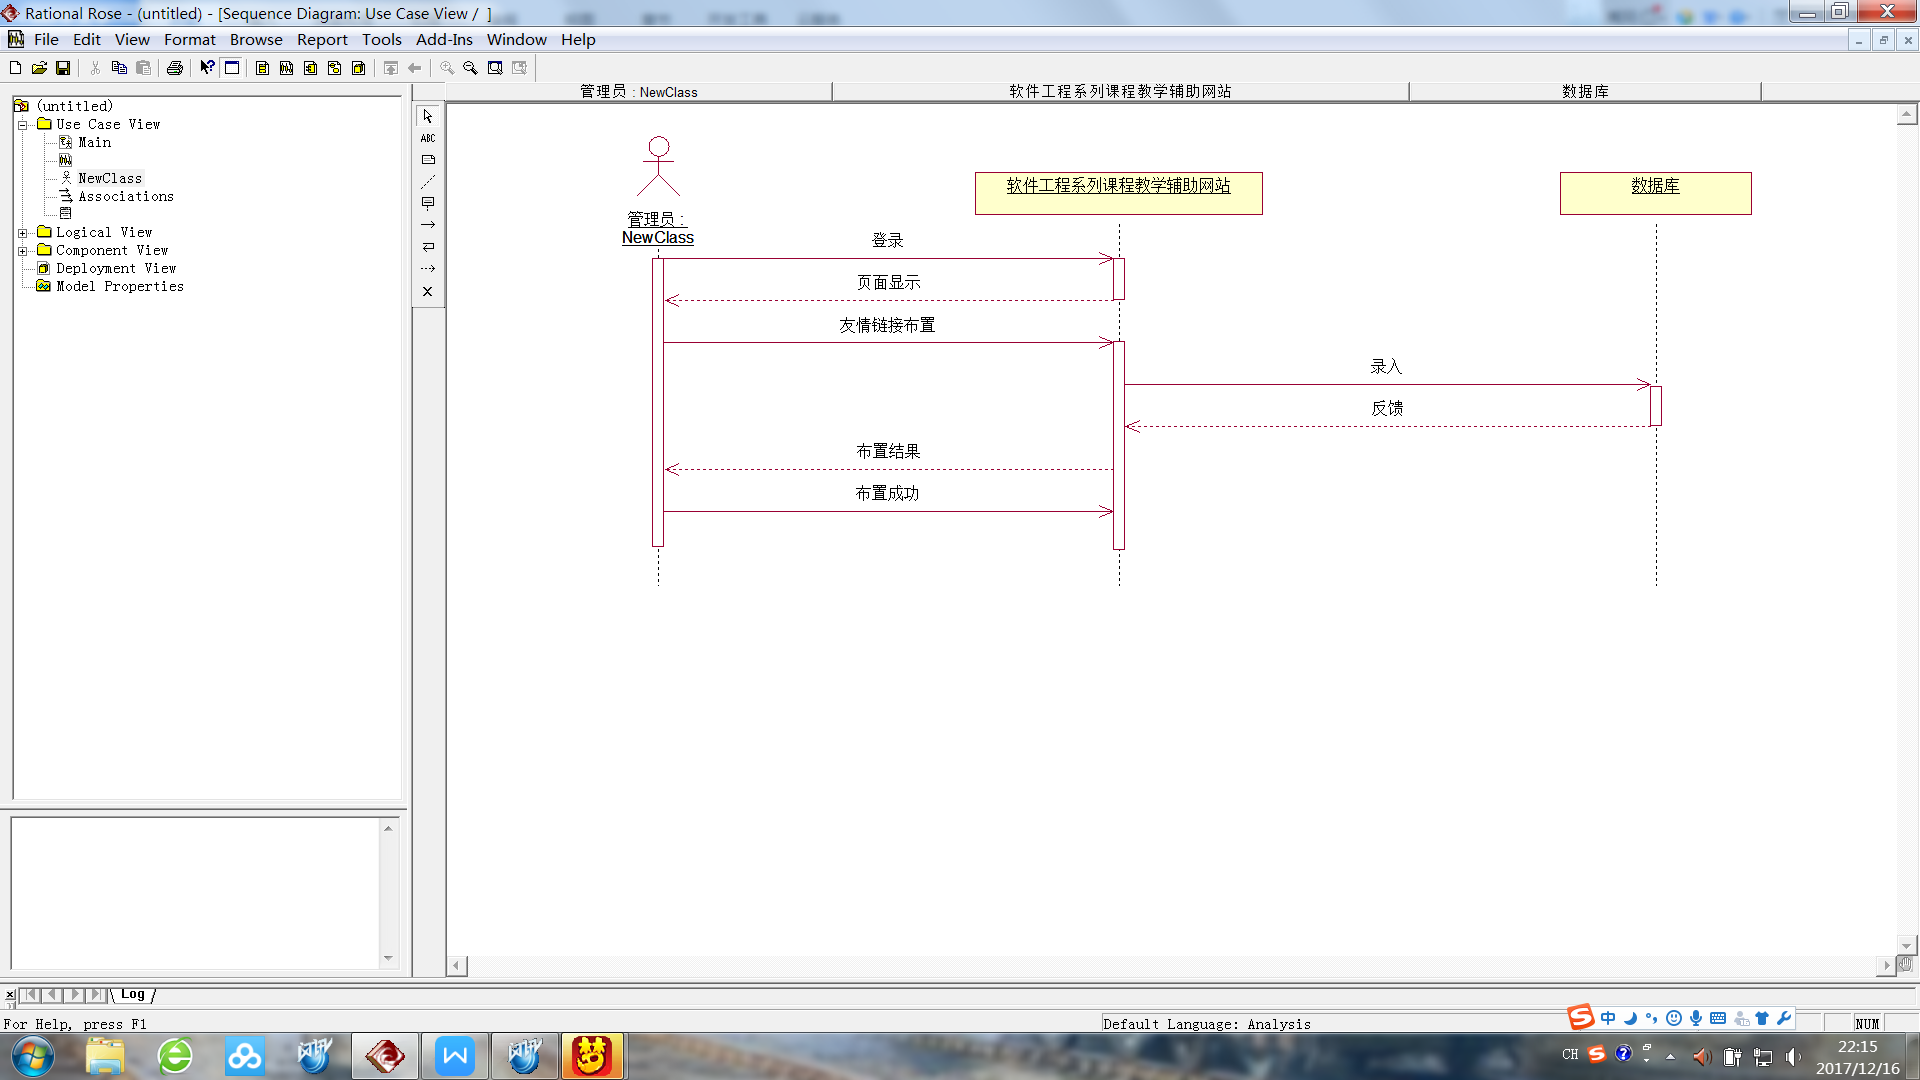 Rational Rose - (untitled) - [Sequence Diagram: Use Case View / ]
File Edit View Format Browse Report Tools Add-Ins Window Help
管理员 : NewClass 软件工程系列课程教学辅助网站 数据库
(untitled)
Use Case View
Main
NewClass
Associations
Logical View
Component View
Deployment View
Model Properties
ABC
软件工程系列课程教学辅助网站
数据库
管理员 :
NewClass
登录
页面显示
友情链接布置
录入
反馈
布置结果
布置成功
Log
For Help, press F1
Default Language: Analysis
中
NUM
CH
22:15
2017/12/16